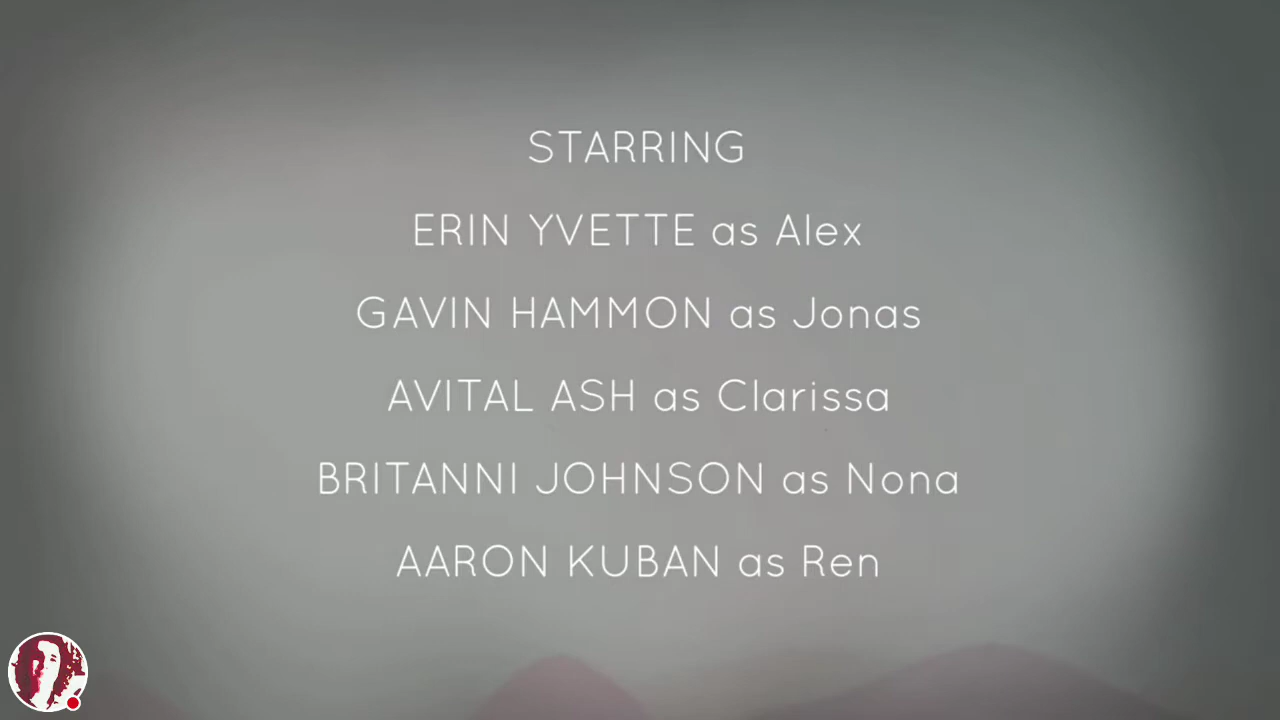 STARRING
ERIN YVETTE as Alex
GAVIN HAMMON as Jonas
AVITAL ASH as Clarissa
BRITANNI JOHNSON as Nona
AARON KUBAN as Ren